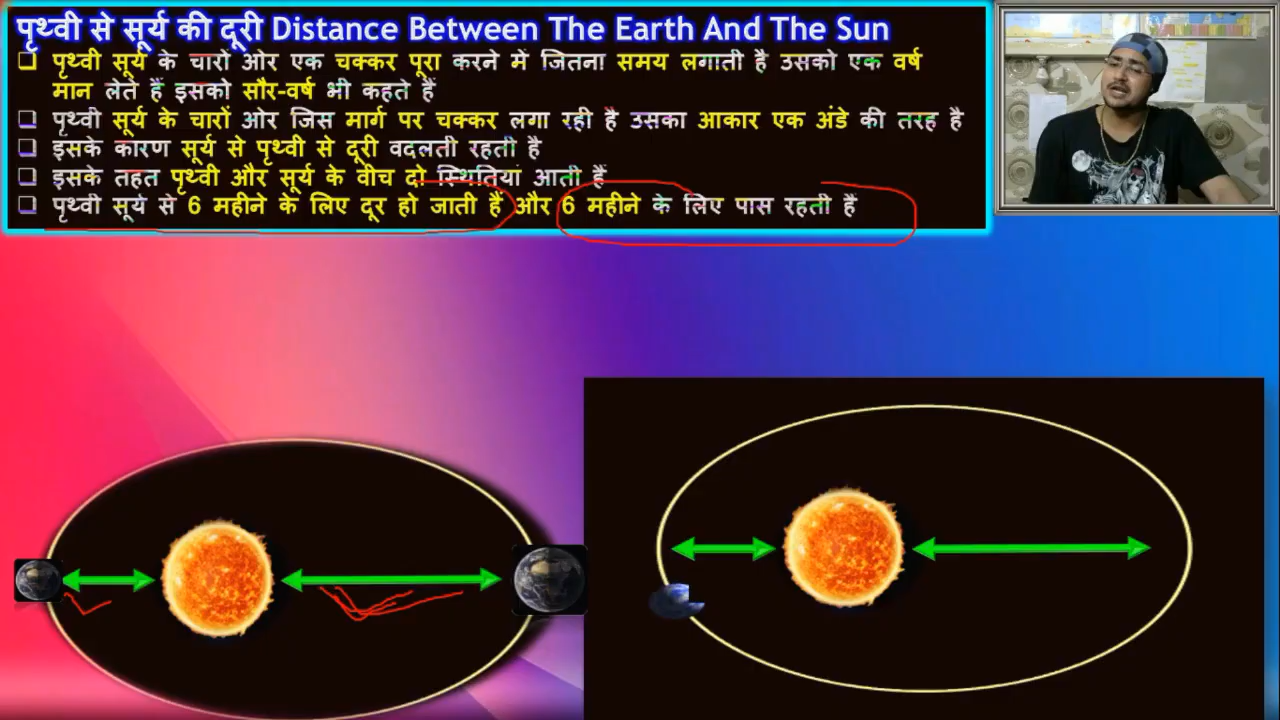 पृथ्वी से सूर्य की दूरी Distance Between The Earth And The Sun
पृथ्वी सूर्य के चारों ओर एक चक्कर पूरा करने में जितना समय लगाती है उसको एक वर्ष
मान लेते हैं इसको सौर-वर्ष भी कहते हैं
पृथ्वी सूर्य के चारों ओर जिस मार्ग पर चक्कर लगा रही है उसका आकार एक अंडे की तरह है
इसके कारण सूर्य से पृथ्वी से दूरी वदलती रहती है
इसके तहत पृथ्वी और सूर्य के वीच दो स्थितियां आती हैं
पृथ्वी सूर्य से 6 महीने के लिए दूर हो जाती हैं और 6 महीने के लिए पास रहती हैं